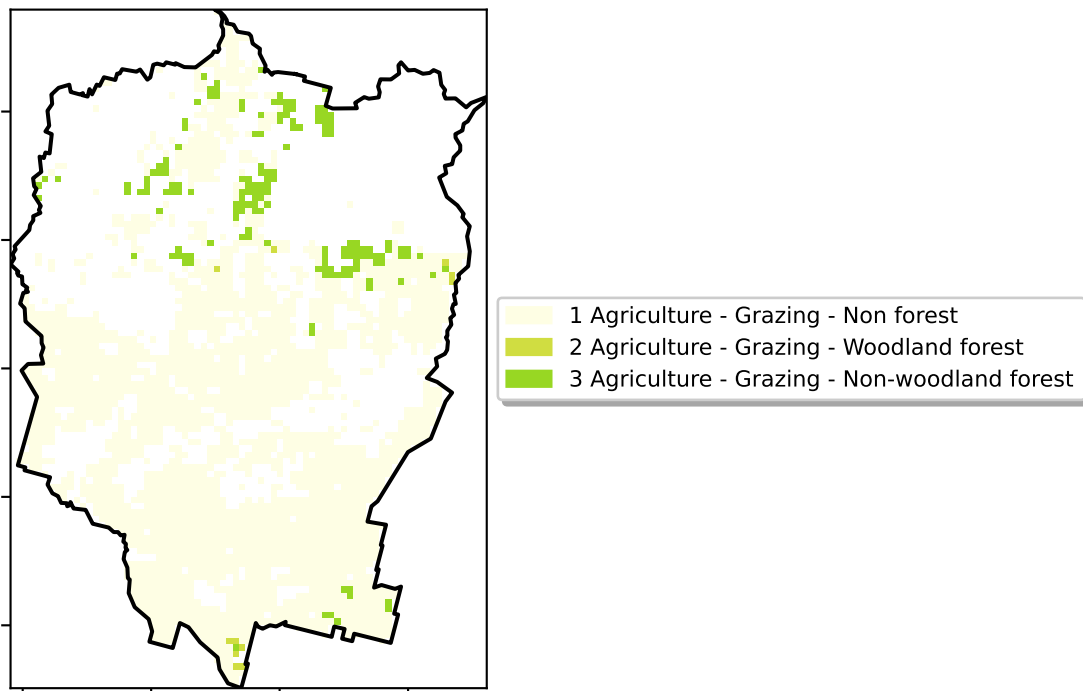 1 Agriculture - Grazing - Non forest
2 Agriculture - Grazing - Woodland forest
3 Agriculture - Grazing - Non-woodland forest